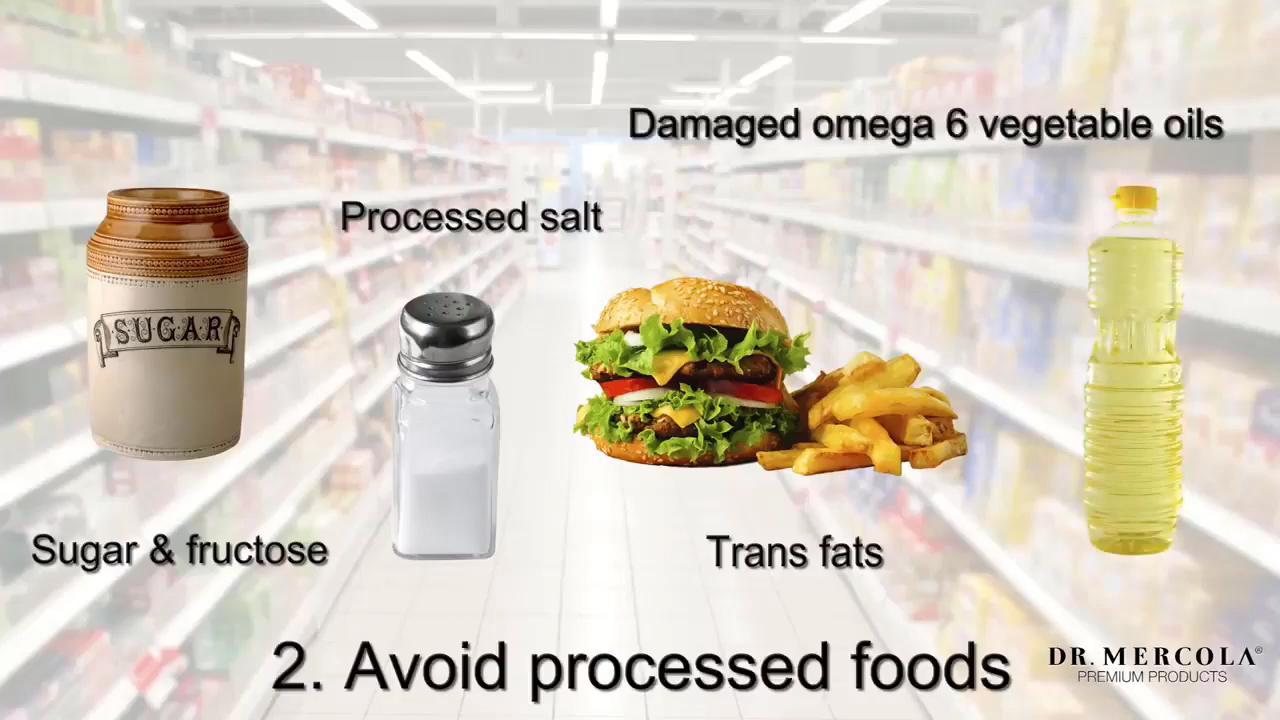 Damaged omega 6 vegetable oils
Processed salt
SUGAR
Sugar & fructose
Trans fats
2. Avoid processed foods
DR. MERCOLA®
PREMIUM PRODUCTS